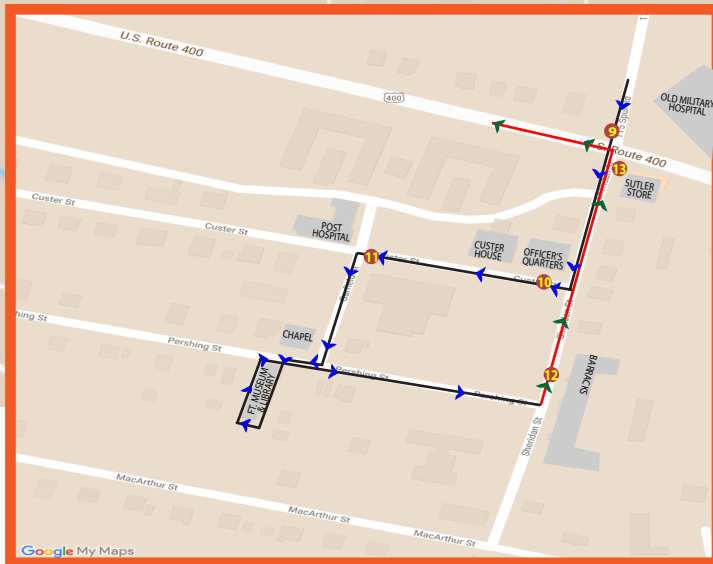 U.S. Route 400
400
OLD MILITARY
HOSPITAL
9
Route 400
13
SUTLER
STORE
Custer St
Custer St
POST
HOSPITAL
11
Custer St
CUSTER
HOUSE
OFFICER'S
QUARTERS
10
Pershing St
CHAPEL
Pershing St
FT. MUSEUM
& LIBRARY
12
BARRACKS
Pershing St
Sheridan St
MacArthur St
MacArthur St
MacArthur St
Google My Maps